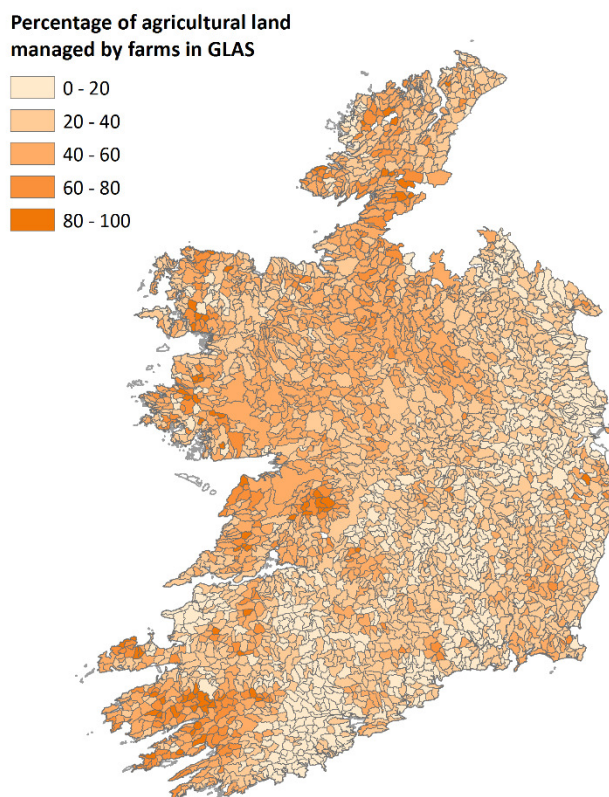 Percentage of agricultural land
managed by farms in GLAS
0 - 20
20 - 40
40 - 60
60 - 80
80 - 100